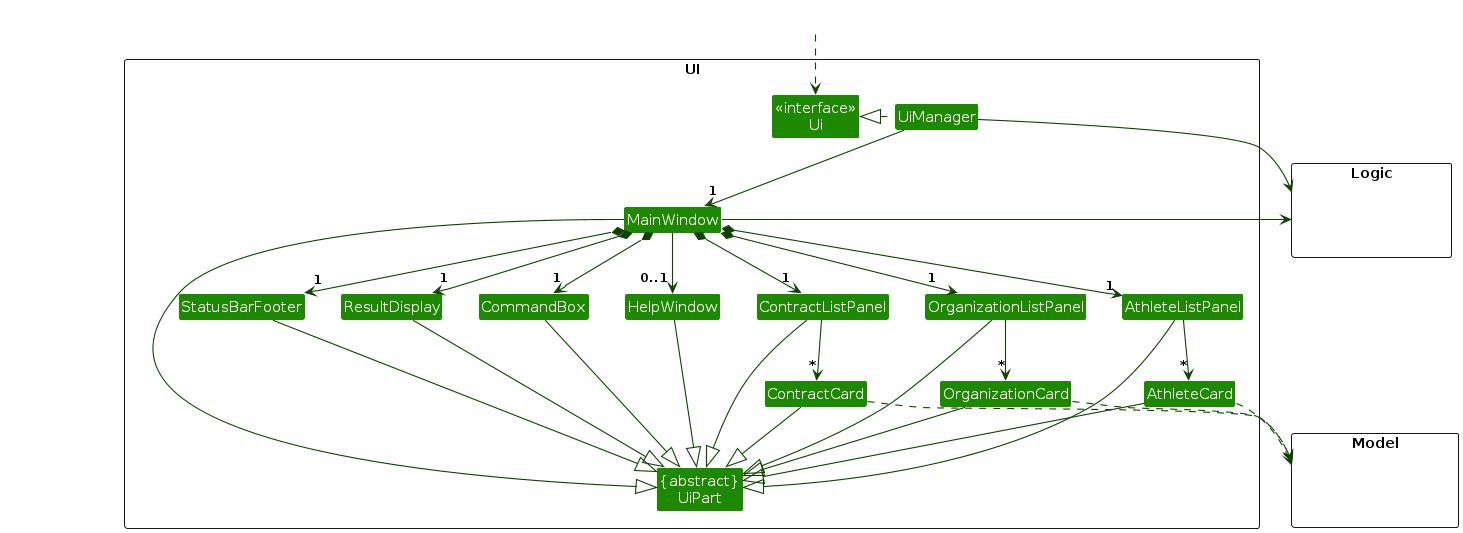 UI
«interface»
Ui
UiManager
Logic
1
MainWindow
1
1
1
0..1
1
1
1
StatusBarFooter
ResultDisplay
CommandBox
HelpWindow
ContractListPanel
OrganizationListPanel
AthleteListPanel
*
*
*
ContractCard
OrganizationCard
AthleteCard
Model
{abstract}
UiPart